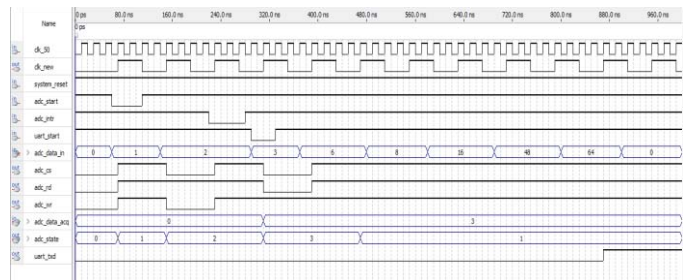 Name
0 ps 80.0 ns 160.0 ns 240.0 ns 320.0 ns 400.0 ns 480.0 ns 560.0 ns 640.0 ns 720.0 ns 800.0 ns 880.0 ns 960.0 ns
0 ps
clk_50
clk_new
system_reset
adc_start
adc_intr
uart_start
adc_data_in 0 1 2 3 6 8 16 48 64 0
adc_cs
adc_rd
adc_wr
adc_data_acq 0 3
adc_state 0 1 2 3 1
uart_txd